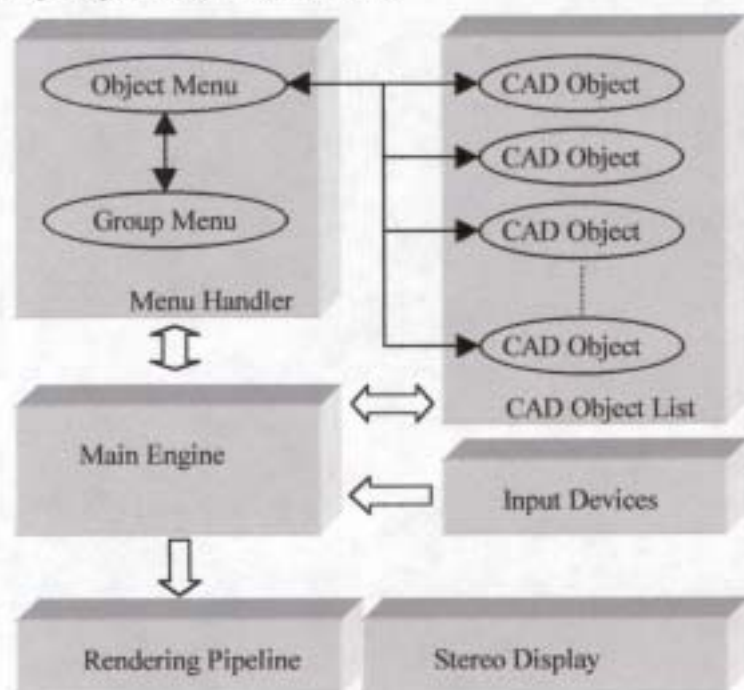 Object Menu
Group Menu
Menu Handler
CAD Object
CAD Object
CAD Object
CAD Object
CAD Object List
Main Engine
Input Devices
Rendering Pipeline
Stereo Display